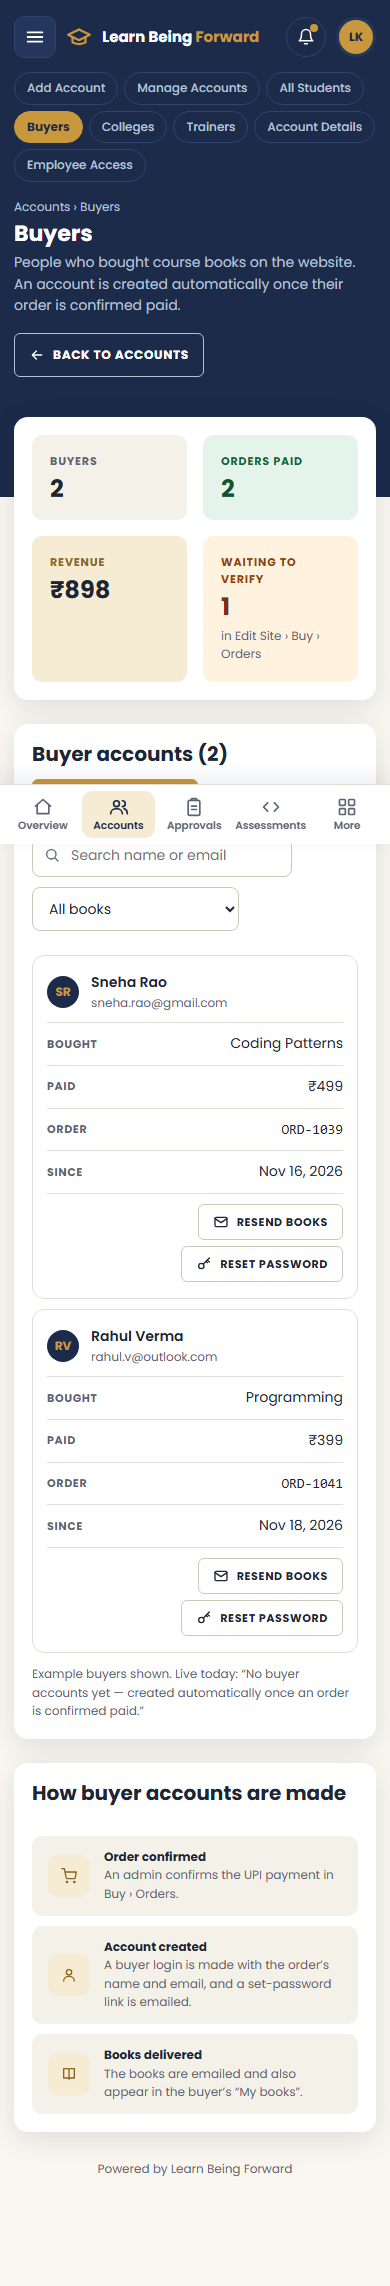 Learn Being Forward
LK
Add Account
Manage Accounts
All Students
Buyers
Colleges
Trainers
Account Details
Employee Access
Accounts › Buyers
Buyers
People who bought course books on the website.
An account is created automatically once their
order is confirmed paid.
← BACK TO ACCOUNTS
BUYERS
2
ORDERS PAID
2
REVENUE
₹898
WAITING TO
VERIFY
1
in Edit Site › Buy ›
Orders
Buyer accounts (2)
Overview
Accounts
Approvals
Assessments
More
Search name or email
All books
SR
Sneha Rao
sneha.rao@gmail.com
BOUGHT
Coding Patterns
PAID
₹499
ORDER
ORD-1039
SINCE
Nov 16, 2026
RESEND BOOKS
RESET PASSWORD
RV
Rahul Verma
rahul.v@outlook.com
BOUGHT
Programming
PAID
₹399
ORDER
ORD-1041
SINCE
Nov 18, 2026
RESEND BOOKS
RESET PASSWORD
Example buyers shown. Live today: “No buyer
accounts yet — created automatically once an order
is confirmed paid.”
How buyer accounts are made
Order confirmed
An admin confirms the UPI payment in
Buy › Orders.
Account created
A buyer login is made with the order’s
name and email, and a set-password
link is emailed.
Books delivered
The books are emailed and also
appear in the buyer’s “My books”.
Powered by Learn Being Forward